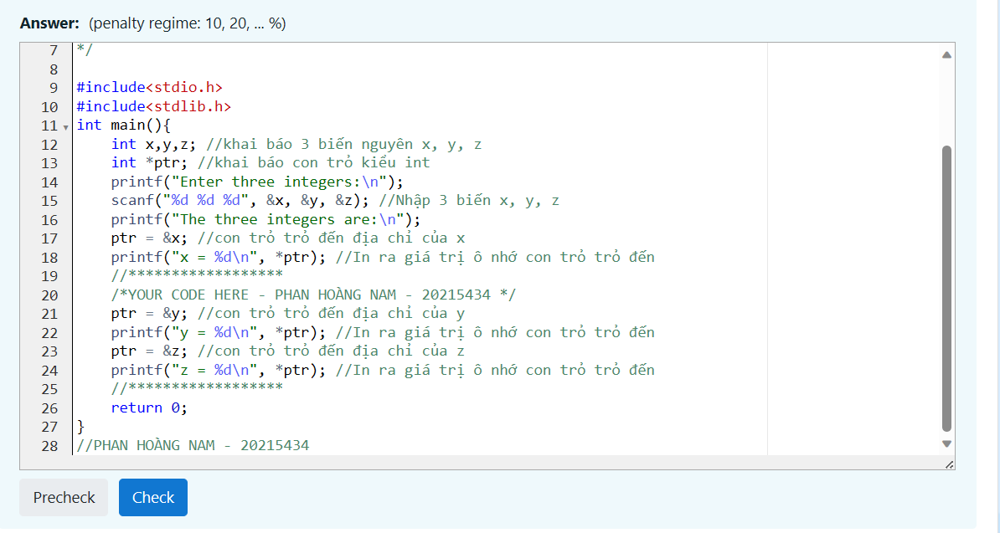 Answer: (penalty regime: 10, 20, ... %)
7 */
8
9 #include<stdio.h>
10 #include<stdlib.h>
11 int main(){
12     int x,y,z; //khai báo 3 biến nguyên x, y, z
13     int *ptr; //khai báo con trỏ kiểu int
14     printf("Enter three integers:\n");
15     scanf("%d %d %d", &x, &y, &z); //Nhập 3 biến x, y, z
16     printf("The three integers are:\n");
17     ptr = &x; //con trỏ trỏ đến địa chỉ của x
18     printf("x = %d\n", *ptr); //In ra giá trị ô nhớ con trỏ trỏ đến
19     //******************
20     /*YOUR CODE HERE - PHAN HOÀNG NAM - 20215434 */
21     ptr = &y; //con trỏ trỏ đến địa chỉ của y
22     printf("y = %d\n", *ptr); //In ra giá trị ô nhớ con trỏ trỏ đến
23     ptr = &z; //con trỏ trỏ đến địa chỉ của z
24     printf("z = %d\n", *ptr); //In ra giá trị ô nhớ con trỏ trỏ đến
25     //******************
26     return 0;
27 }
28 //PHAN HOÀNG NAM - 20215434
Precheck Check